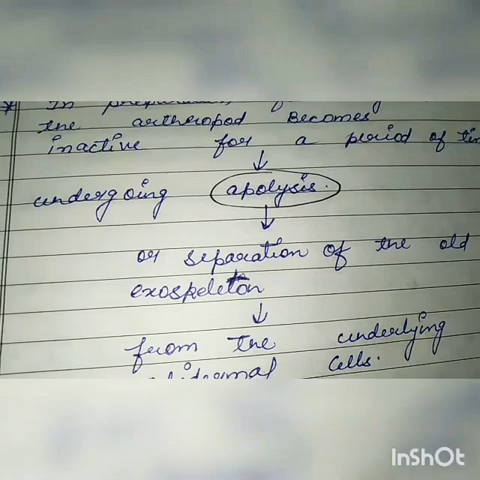 * In
the arthropod becomes
inactive for a period of
undergoing apolysis.
or separation of the old
exoskeleton
from the underlying
cells.
InShOt